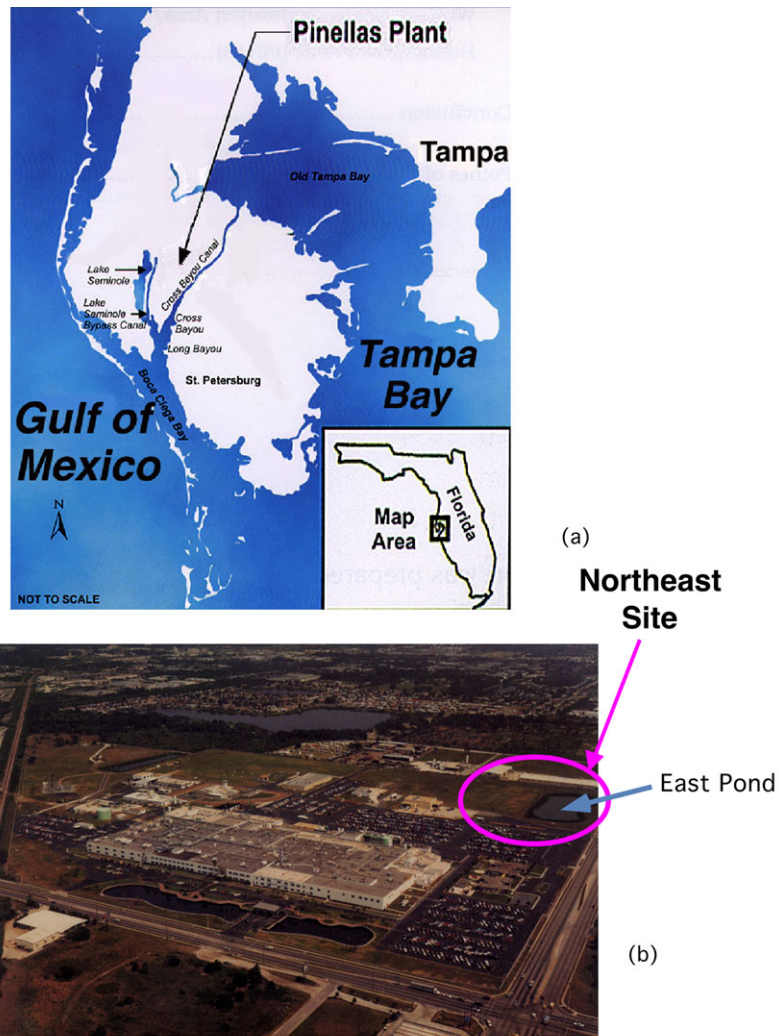 Pinellas Plant
Tampa
Old Tampa Bay
Cross Bayou Canal
Lake
Seminole
Lake
Seminole
Bypass Canal
Cross
Bayou
Long Bayou
St. Petersburg
Boca Ciega Bay
Tampa
Bay
Gulf of
Mexico
N
NOT TO SCALE
Map
Area
Florida
(a)
Northeast
Site
East Pond
(b)